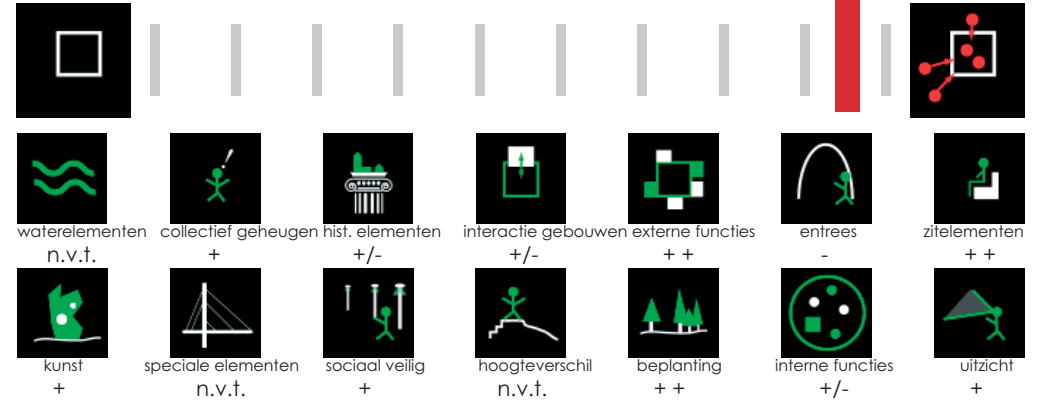 waterelementen collectief geheugen hist. elementen interactie gebouwen externe functies entrees zitelementen
n.v.t. + +/- +/- + + - + +
kunst speciale elementen sociaal veilig hoogteverschil beplanting interne functies uitzicht
+ n.v.t. + n.v.t. + + +/- +